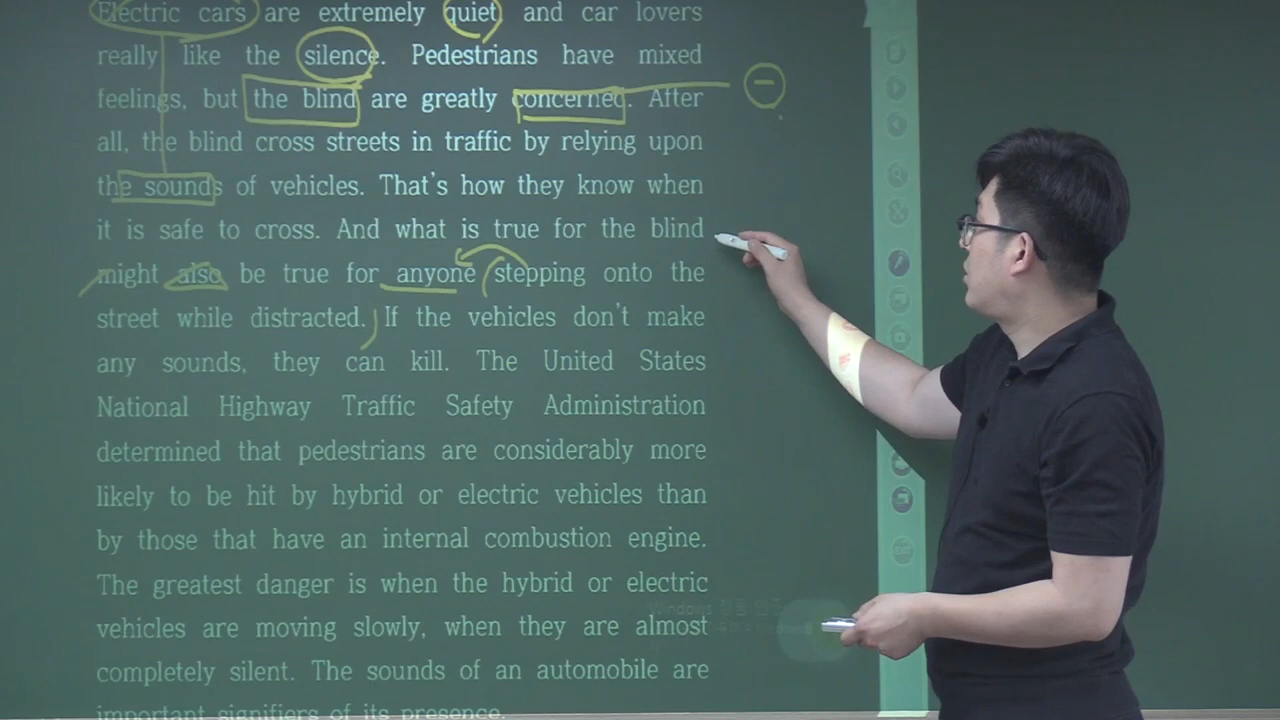 Electric cars are extremely quiet, and car lovers
really like the silence. Pedestrians have mixed
feelings, but the blind are greatly concerned. After
all, the blind cross streets in traffic by relying upon
the sounds of vehicles. That's how they know when
it is safe to cross. And what is true for the blind
might also be true for anyone stepping onto the
street while distracted. If the vehicles don't make
any sounds, they can kill. The United States
National Highway Traffic Safety Administration
determined that pedestrians are considerably more
likely to be hit by hybrid or electric vehicles than
by those that have an internal combustion engine.
The greatest danger is when the hybrid or electric
vehicles are moving slowly, when they are almost
completely silent. The sounds of an automobile are
important signifiers of its presence.
Windows